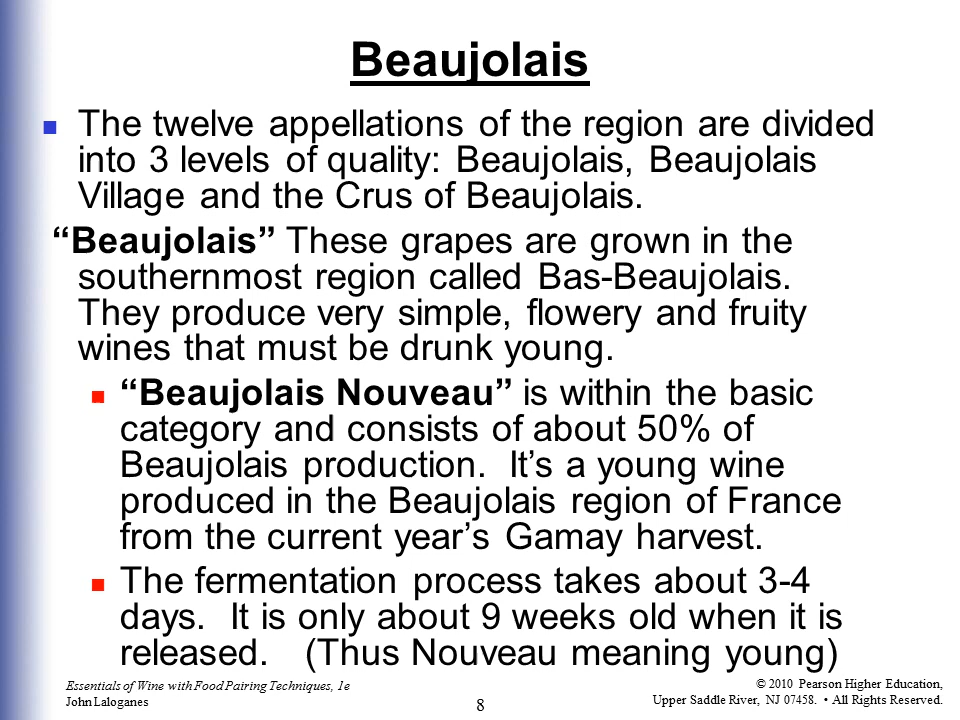 Beaujolais
The twelve appellations of the region are divided
into 3 levels of quality: Beaujolais, Beaujolais
Village and the Crus of Beaujolais.
“Beaujolais” These grapes are grown in the
southernmost region called Bas-Beaujolais.
They produce very simple, flowery and fruity
wines that must be drunk young.
“Beaujolais Nouveau” is within the basic
category and consists of about 50% of
Beaujolais production. It’s a young wine
produced in the Beaujolais region of France
from the current year’s Gamay harvest.
The fermentation process takes about 3-4
days. It is only about 9 weeks old when it is
released. (Thus Nouveau meaning young)
Essentials of Wine with Food Pairing Techniques, 1e
John Laloganes
8
© 2010 Pearson Higher Education,
Upper Saddle River, NJ 07458. • All Rights Reserved.